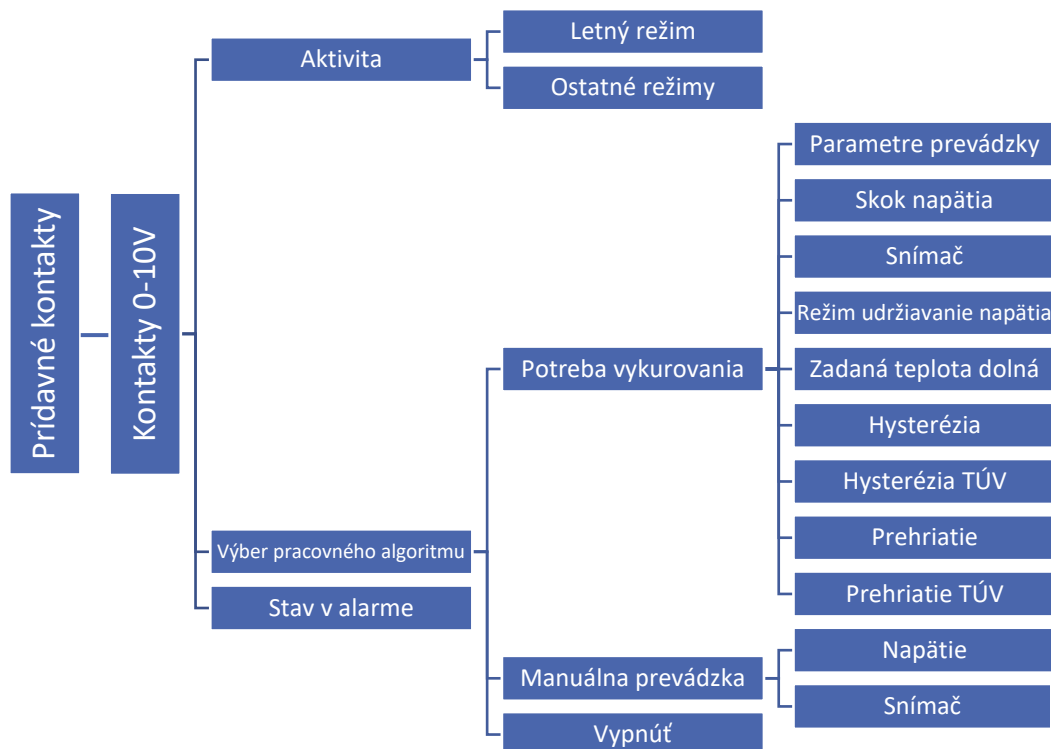 Prídavné kontakty
Kontakty 0-10V
Aktivita
Letný režim
Ostatné režimy
Výber pracovného algoritmu
Potreba vykurovania
Parametre prevádzky
Skok napätia
Snímač
Režim udržiavanie napätia
Zadaná teplota dolná
Hysterézia
Hysterézia TÚV
Prehriatie
Prehriatie TÚV
Manuálna prevádzka
Napätie
Snímač
Vypnúť
Stav v alarme